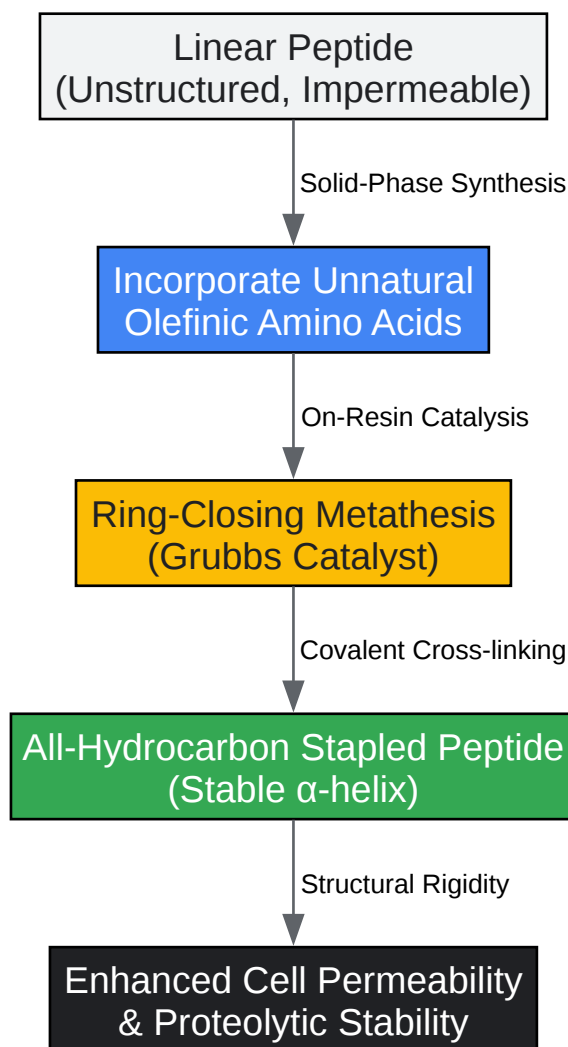 Linear Peptide
(Unstructured, Impermeable)
Solid-Phase Synthesis
Incorporate Unnatural
Olefinic Amino Acids
On-Resin Catalysis
Ring-Closing Metathesis
(Grubbs Catalyst)
Covalent Cross-linking
All-Hydrocarbon Stapled Peptide
(Stable α-helix)
Structural Rigidity
Enhanced Cell Permeability
& Proteolytic Stability